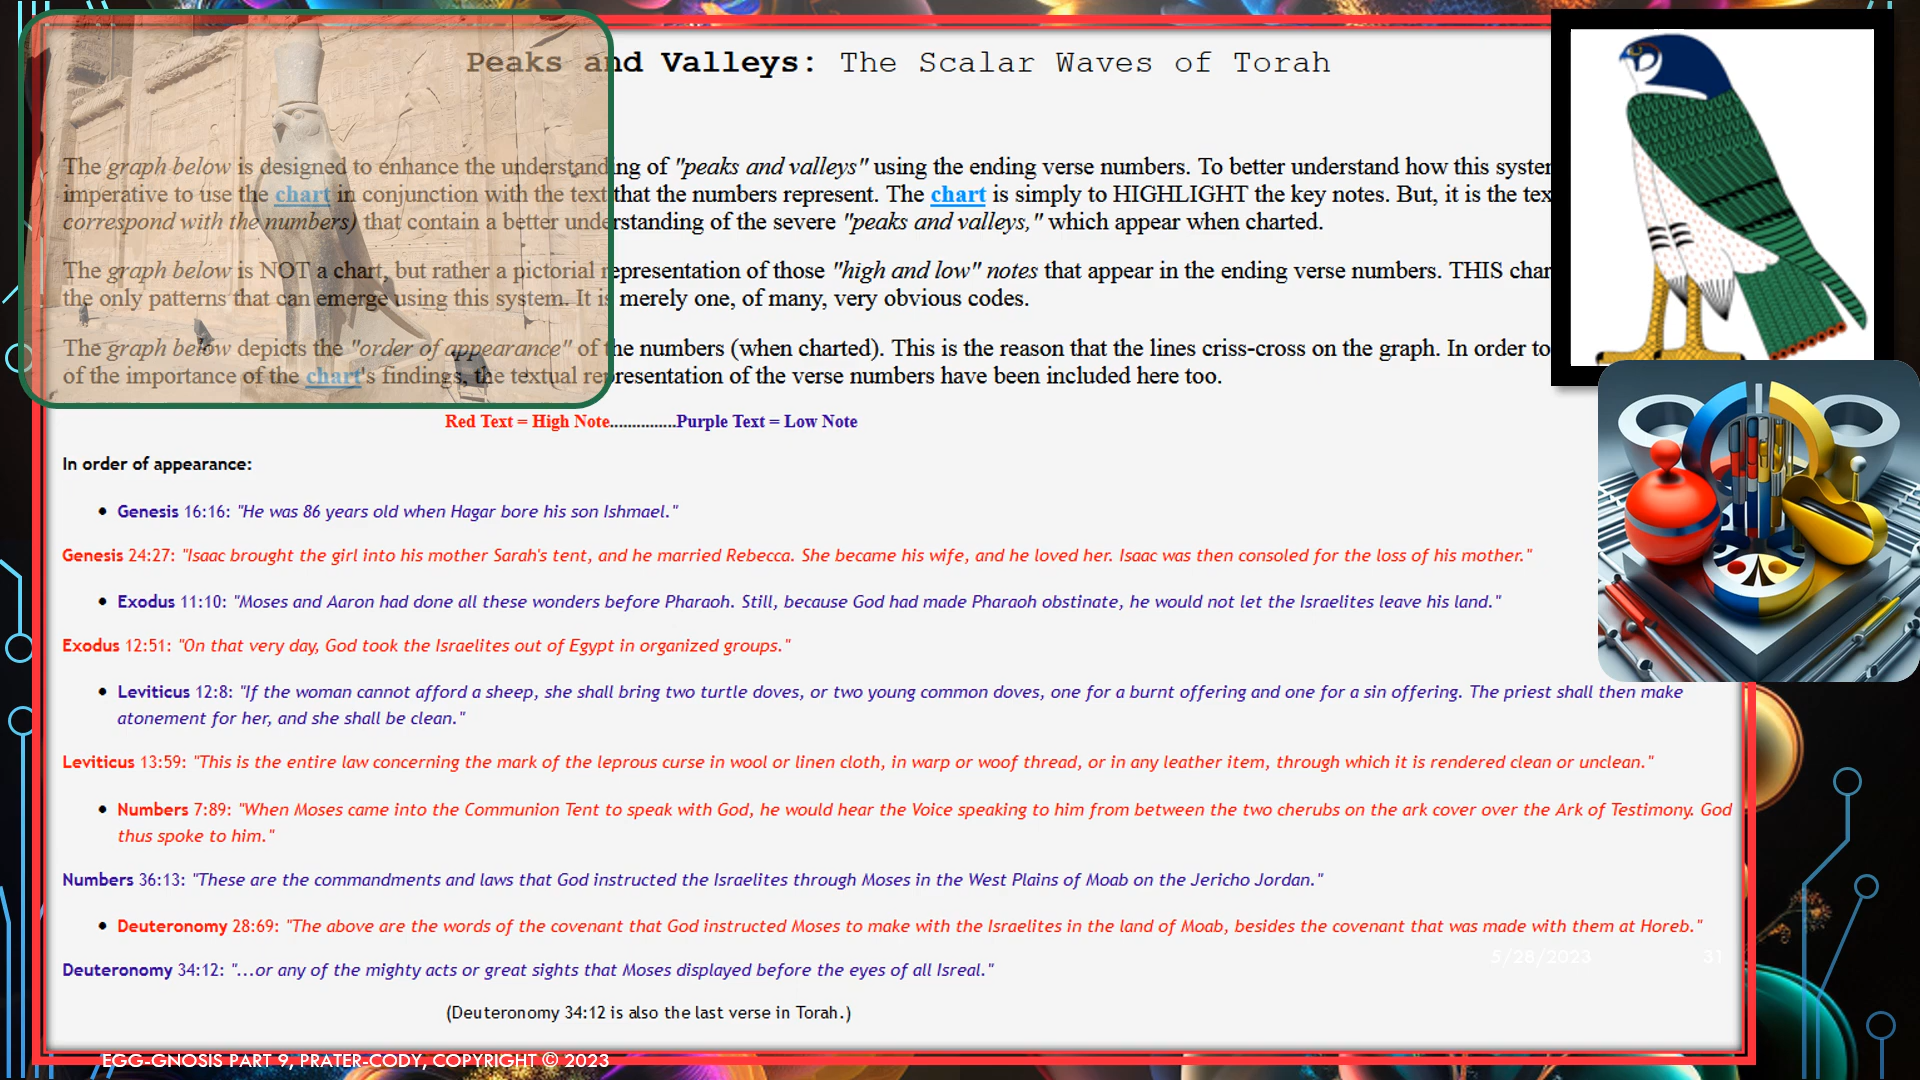 Peaks and Valleys: The Scalar Waves of Torah
The graph below is designed to enhance the understanding of "peaks and valleys" using the ending verse numbers. To better understand how this system
imperative to use the chart in conjunction with the text that the numbers represent. The chart is simply to HIGHLIGHT the key notes. But, it is the tex
correspond with the numbers) that contain a better understanding of the severe "peaks and valleys," which appear when charted.
The graph below is NOT a chart, but rather a pictorial representation of those "high and low" notes that appear in the ending verse numbers. THIS char
the only patterns that can emerge using this system. It is merely one, of many, very obvious codes.
The graph below depicts the "order of appearance" of the numbers (when charted). This is the reason that the lines criss-cross on the graph. In order to
of the importance of the chart's findings, the textual representation of the verse numbers have been included here too.
Red Text = High Note...............Purple Text = Low Note
In order of appearance:
• Genesis 16:16: "He was 86 years old when Hagar bore his son Ishmael."
Genesis 24:27: "Isaac brought the girl into his mother Sarah's tent, and he married Rebecca. She became his wife, and he loved her. Isaac was then consoled for the loss of his mother."
• Exodus 11:10: "Moses and Aaron had done all these wonders before Pharaoh. Still, because God had made Pharaoh obstinate, he would not let the Israelites leave his land."
Exodus 12:51: "On that very day, God took the Israelites out of Egypt in organized groups."
• Leviticus 12:8: "If the woman cannot afford a sheep, she shall bring two turtle doves, or two young common doves, one for a burnt offering and one for a sin offering. The priest shall then make
atonement for her, and she shall be clean."
Leviticus 13:59: "This is the entire law concerning the mark of the leprous curse in wool or linen cloth, in warp or woof thread, or in any leather item, through which it is rendered clean or unclean."
• Numbers 7:89: "When Moses came into the Communion Tent to speak with God, he would hear the Voice speaking to him from between the two cherubs on the ark cover over the Ark of Testimony. God
thus spoke to him."
Numbers 36:13: "These are the commandments and laws that God instructed the Israelites through Moses in the West Plains of Moab on the Jericho Jordan."
• Deuteronomy 28:69: "The above are the words of the covenant that God instructed Moses to make with the Israelites in the land of Moab, besides the covenant that was made with them at Horeb."
5/28/2023 31
Deuteronomy 34:12: "...or any of the mighty acts or great sights that Moses displayed before the eyes of all Isreal."
(Deuteronomy 34:12 is also the last verse in Torah.)
EGG-GNOSIS PART 9, PRATER-CODY, COPYRIGHT © 2023